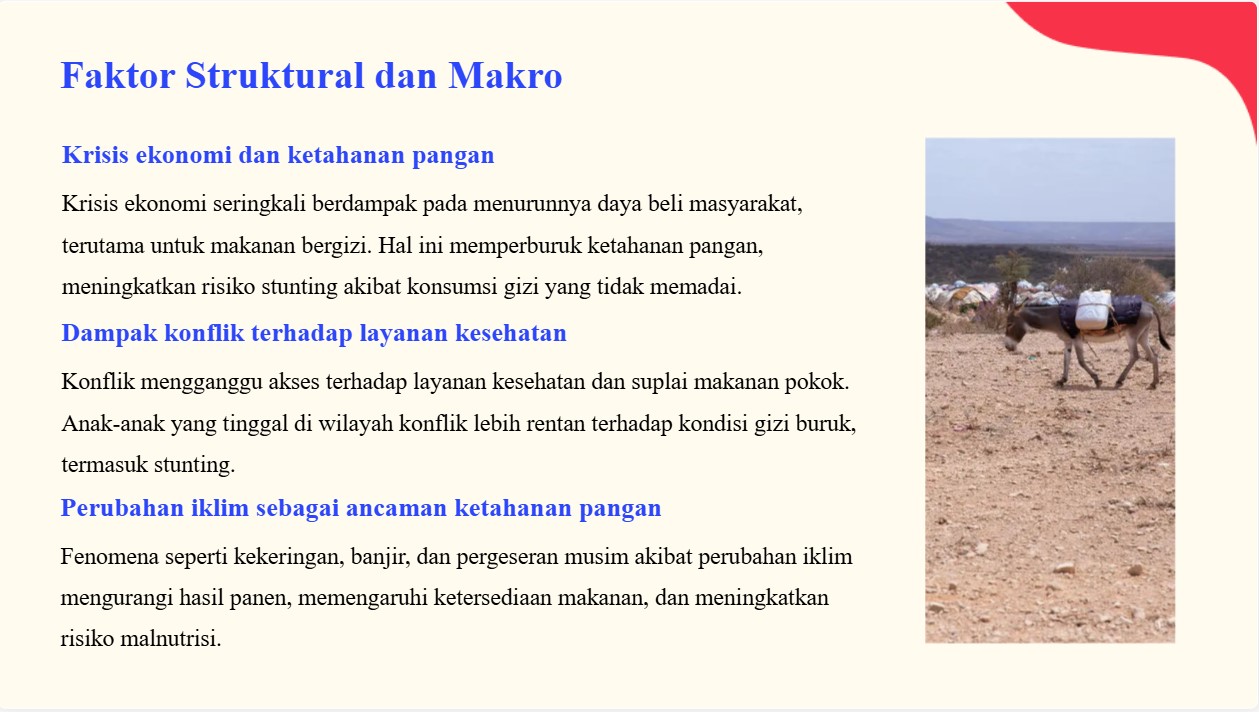 Faktor Struktural dan Makro
Krisis ekonomi dan ketahanan pangan
Krisis ekonomi seringkali berdampak pada menurunnya daya beli masyarakat,
terutama untuk makanan bergizi. Hal ini memperburuk ketahanan pangan,
meningkatkan risiko stunting akibat konsumsi gizi yang tidak memadai.
Dampak konflik terhadap layanan kesehatan
Konflik mengganggu akses terhadap layanan kesehatan dan suplai makanan pokok.
Anak-anak yang tinggal di wilayah konflik lebih rentan terhadap kondisi gizi buruk,
termasuk stunting.
Perubahan iklim sebagai ancaman ketahanan pangan
Fenomena seperti kekeringan, banjir, dan pergeseran musim akibat perubahan iklim
mengurangi hasil panen, memengaruhi ketersediaan makanan, dan meningkatkan
risiko malnutrisi.